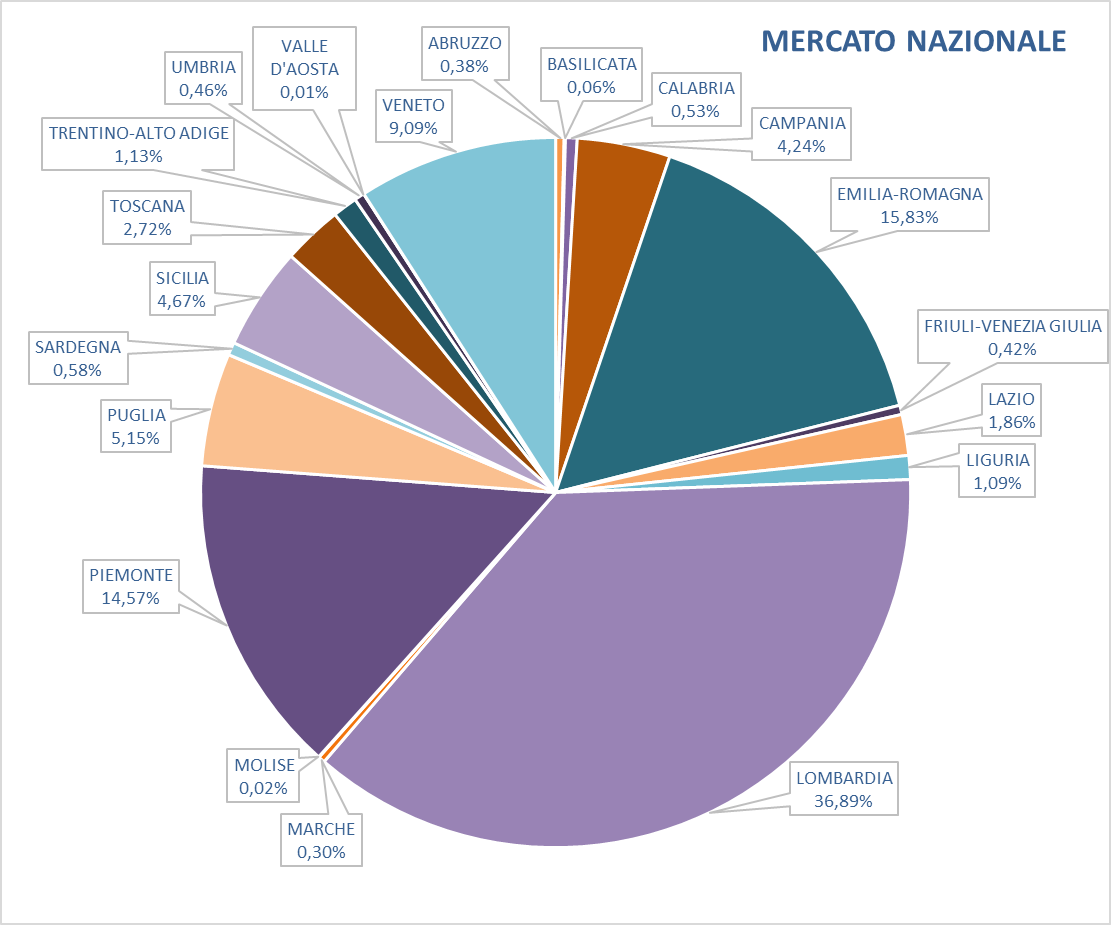 MERCATO NAZIONALE
ABRUZZO
0,38%
BASILICATA
0,06%
CALABRIA
0,53%
CAMPANIA
4,24%
EMILIA-ROMAGNA
15,83%
FRIULI-VENEZIA GIULIA
0,42%
LAZIO
1,86%
LIGURIA
1,09%
LOMBARDIA
36,89%
MARCHE
0,30%
MOLISE
0,02%
PIEMONTE
14,57%
PUGLIA
5,15%
SARDEGNA
0,58%
SICILIA
4,67%
TOSCANA
2,72%
TRENTINO-ALTO ADIGE
1,13%
UMBRIA
0,46%
VALLE
D'AOSTA
0,01%
VENETO
9,09%